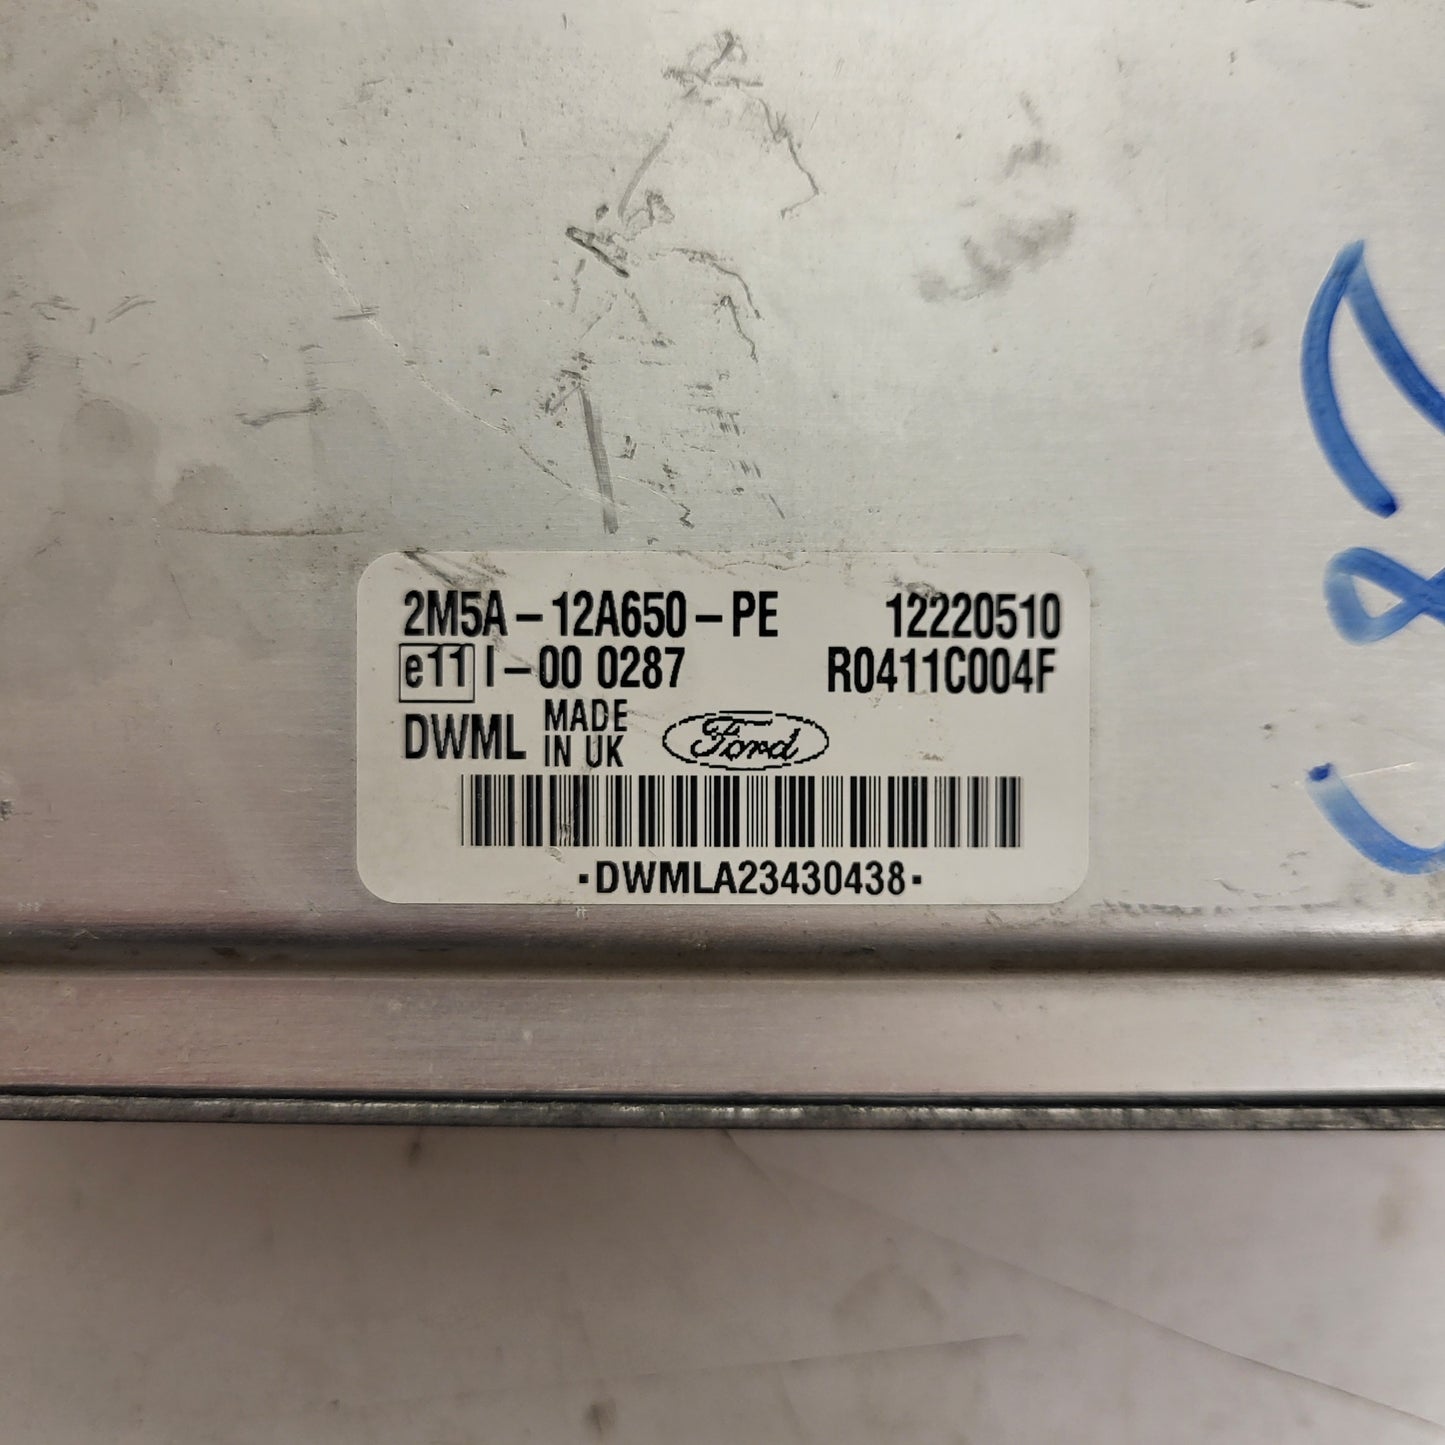 2M5A-12A650-PE 12220510
e11 I-00 0287 R0411C004F
DWML MADE IN UK Ford
·DWMLA23430438·